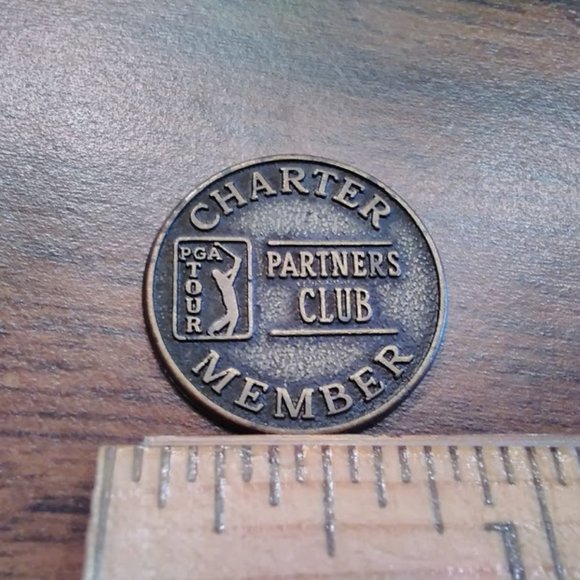 CHARTER
PGA
TOUR
PARTNERS
CLUB
MEMBER